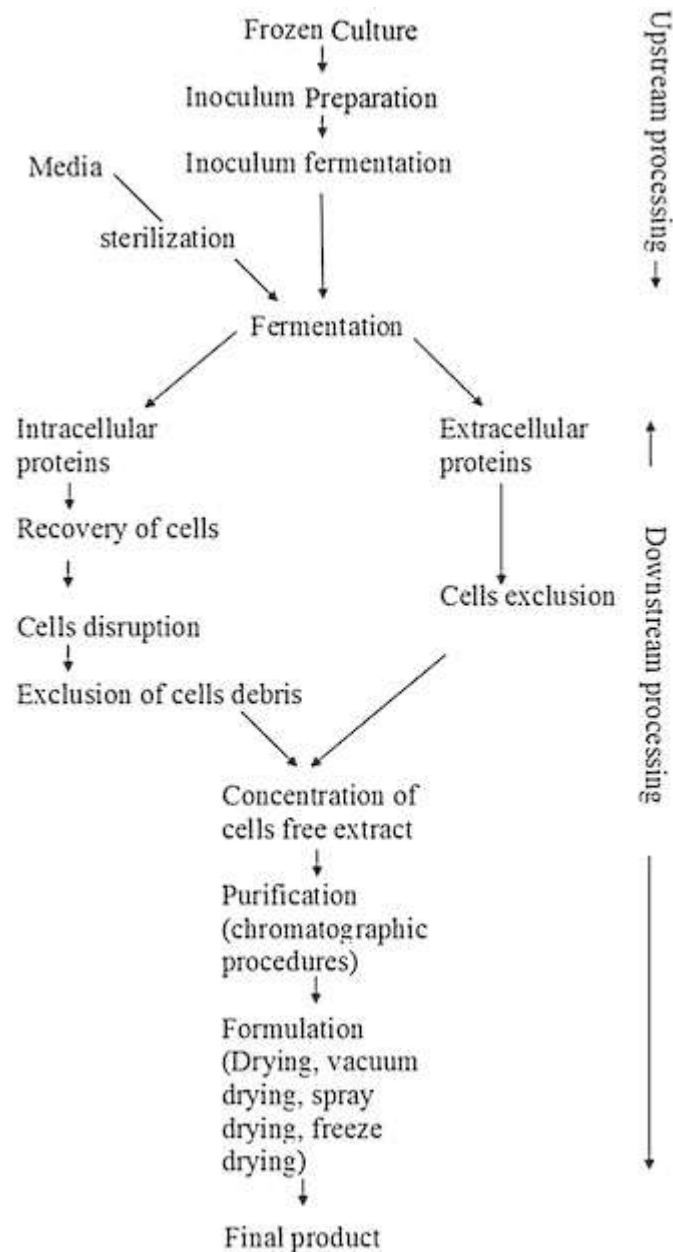 Frozen Culture
Inoculum Preparation
Inoculum fermentation
Media
sterilization
Fermentation
Upstream processing
Intracellular
proteins
Extracellular
proteins
Recovery of cells
Cells exclusion
Cells disruption
Exclusion of cells debris
Downstream processing
Concentration of
cells free extract
Purification
(chromatographic
procedures)
Formulation
(Drying, vacuum
drying, spray
drying, freeze
drying)
Final product